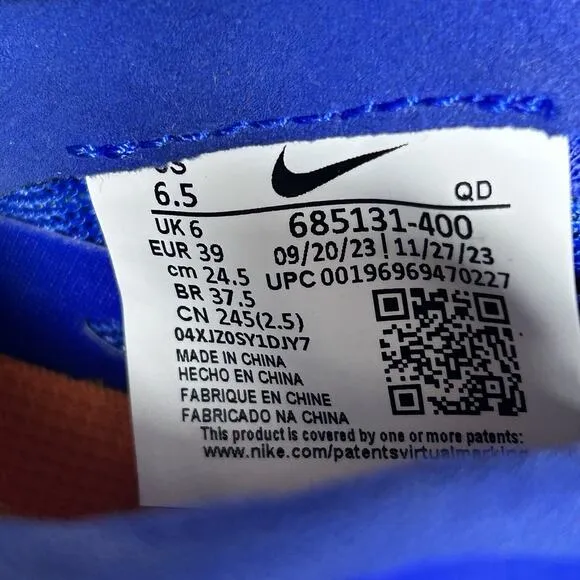 US
6.5
QD
UK 6
685131-400
EUR 39
09/20/23 | 11/27/23
cm 24.5
UPC 00196969470227
BR 37.5
CN 245(2.5)
04XJZ0SY1DJY7
MADE IN CHINA
HECHO EN CHINA
FABRIQUE EN CHINE
FABRICADO NA CHINA
This product is covered by one or more patents:
www.nike.com/patentsvirtualmarking